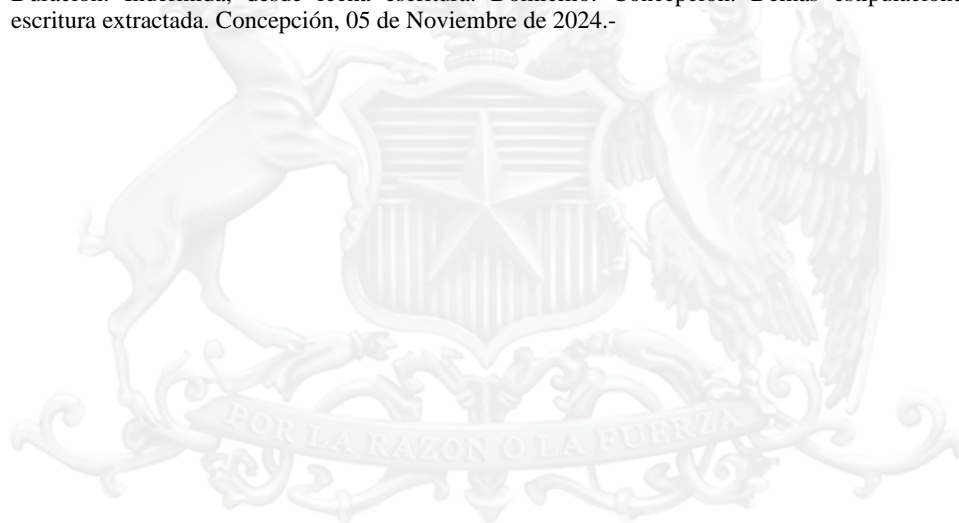 Duración: Indefinida, desde fecha escritura. Domicilio: Concepción. Demás estipulaciones
escritura extractada. Concepción, 05 de Noviembre de 2024.-
POR LA RAZON O LA FUERZA